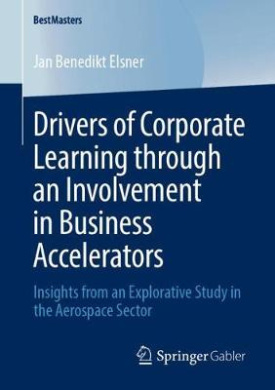 BestMasters
Jan Benedikt Elsner
Drivers of Corporate
Learning through
an Involvement
in Business
Accelerators
Insights from an Explorative Study in
the Aerospace Sector
Springer Gabler